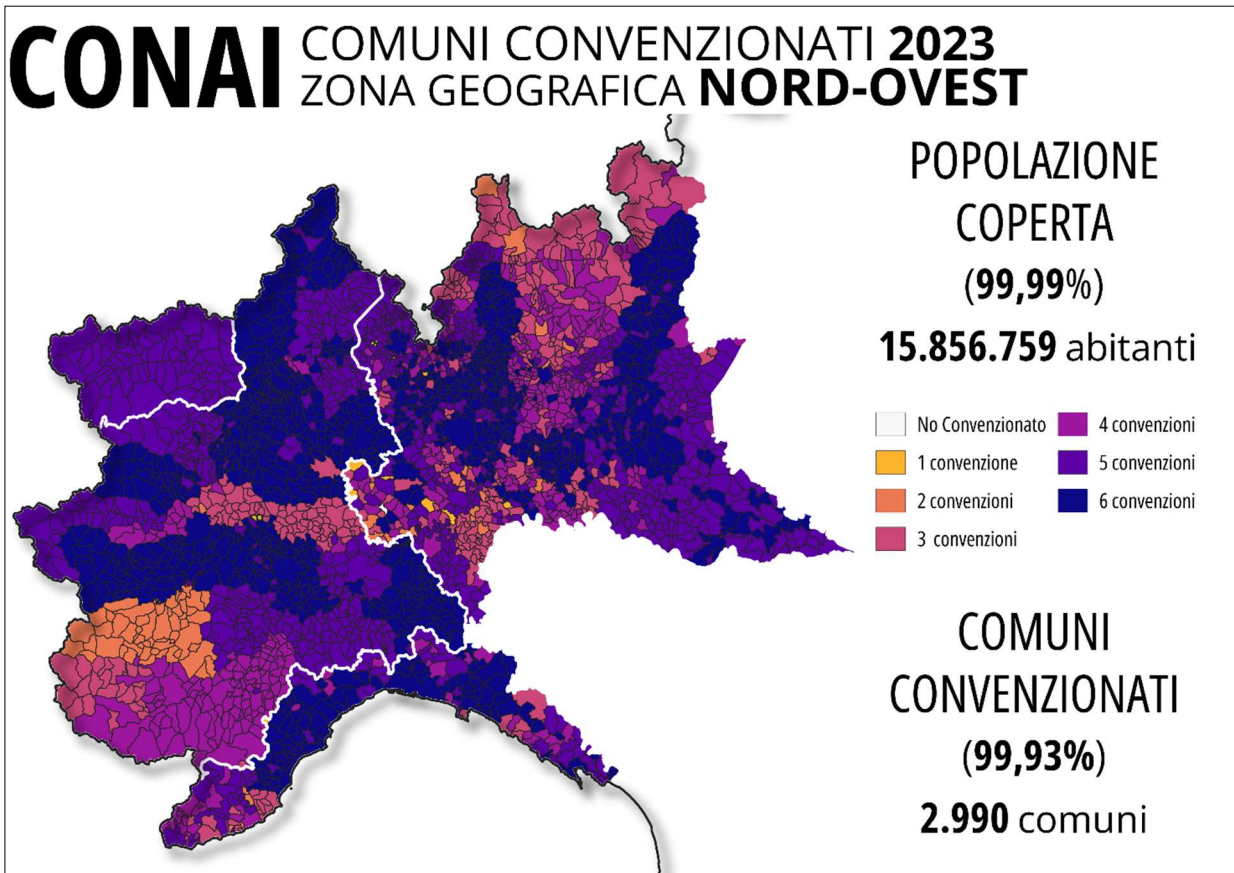 CONAI COMUNI CONVENZIONATI 2023
ZONA GEOGRAFICA NORD-OVEST
POPOLAZIONE
COPERTA
(99,99%)
15.856.759 abitanti
No Convenzionato
1 convenzione
2 convenzioni
3 convenzioni
4 convenzioni
5 convenzioni
6 convenzioni
COMUNI
CONVENZIONATI
(99,93%)
2.990 comuni